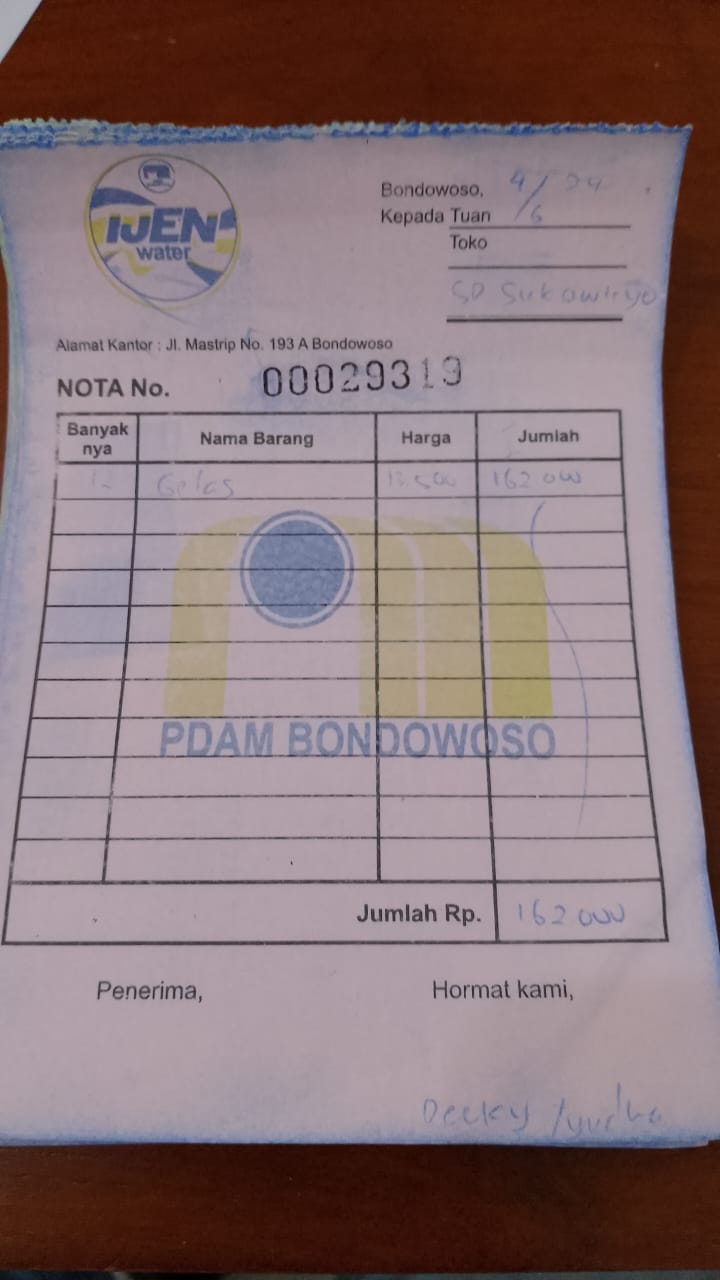 IJEN
water
Bondowoso, 4/6 24
Kepada Tuan
Toko
SD Sukowiryo
Alamat Kantor : Jl. Mastrip No. 193 A Bondowoso
NOTA No. 00029319
Banyak nya Nama Barang Harga Jumlah
12 Gelas 13.500 162 000
PDAM BONDOWOSO
Jumlah Rp. 162 000
Penerima, Hormat kami,
Decky